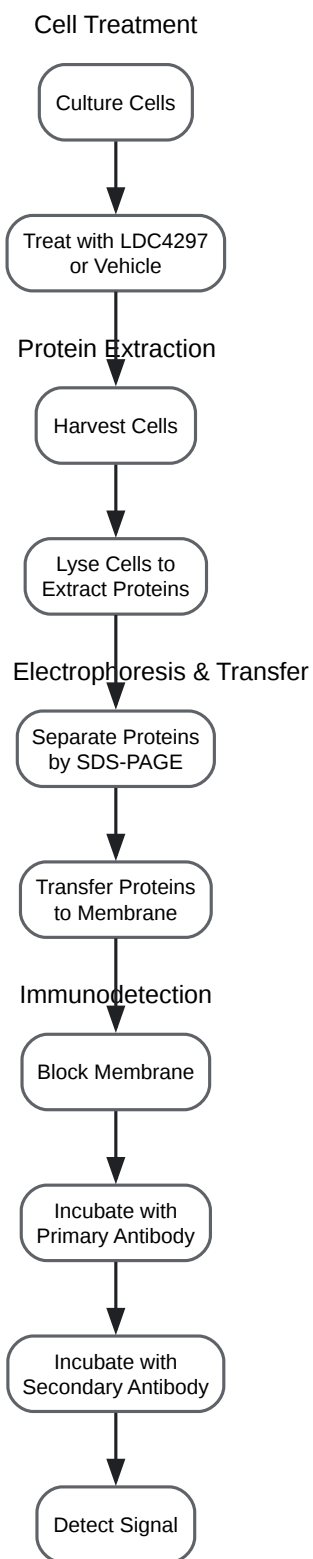 Cell Treatment
Culture Cells
Treat with LDC4297
or Vehicle
Protein Extraction
Harvest Cells
Lyse Cells to
Extract Proteins
Electrophoresis & Transfer
Separate Proteins
by SDS-PAGE
Transfer Proteins
to Membrane
Immunodetection
Block Membrane
Incubate with
Primary Antibody
Incubate with
Secondary Antibody
Detect Signal